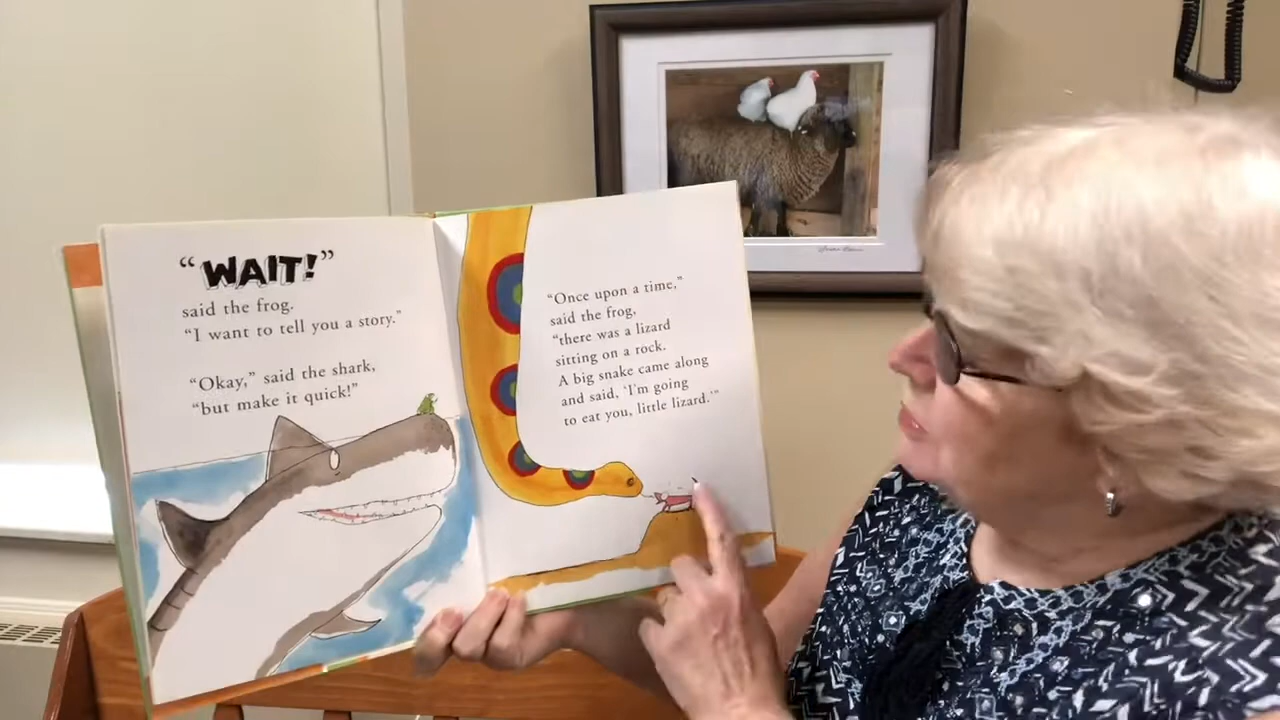 “WAIT!”
said the frog.
“I want to tell you a story.”
“Okay,” said the shark,
“but make it quick!”
“Once upon a time,”
said the frog,
“there was a lizard
sitting on a rock.
A big snake came along
and said, ‘I’m going
to eat you, little lizard.’”